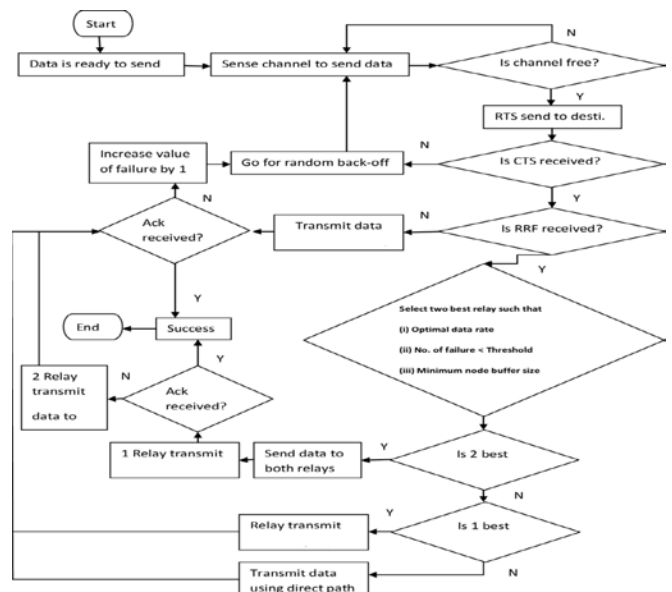 Start
N
Data is ready to send
Sense channel to send data
Is channel free?
Y
RTS send to desti.
Increase value
of failure by 1
Go for random back-off
N
Is CTS received?
N
Y
Ack
received?
Transmit data
N
Is RRF received?
Y
Y
Select two best relay such that
(i) Optimal data rate
(ii) No. of failure < Threshold
(iii) Minimum node buffer size
End
Success
Y
2 Relay
transmit
data to
N
Ack
received?
1 Relay transmit
Send data to
both relays
Y
Is 2 best
N
Relay transmit
Y
Is 1 best
Transmit data
using direct path
N